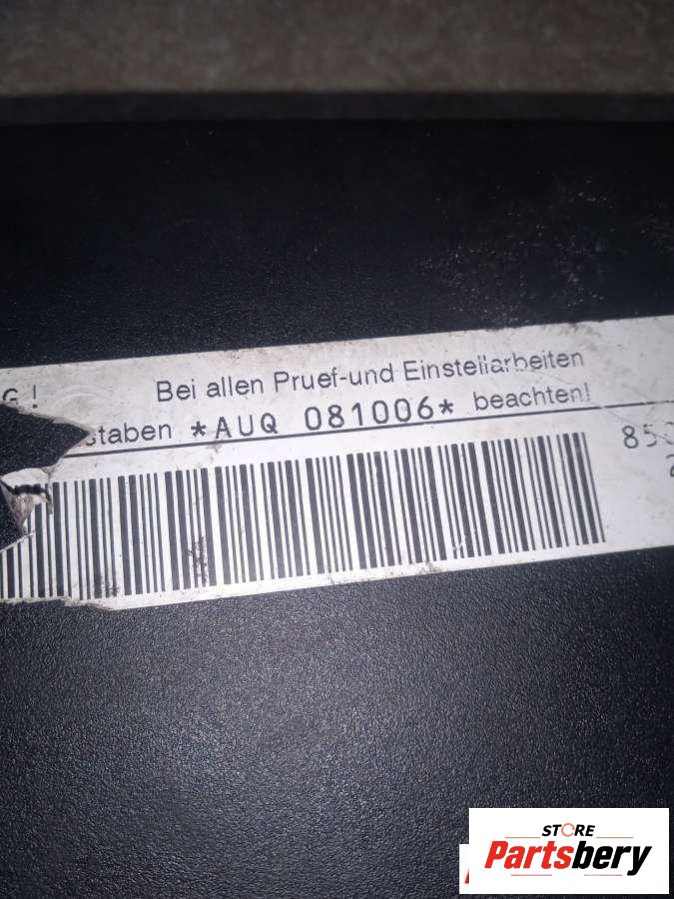 G!
Bei allen Pruef-und Einstellarbeiten
staben *AUQ 081006* beachten!
85
STORE
Partsbery